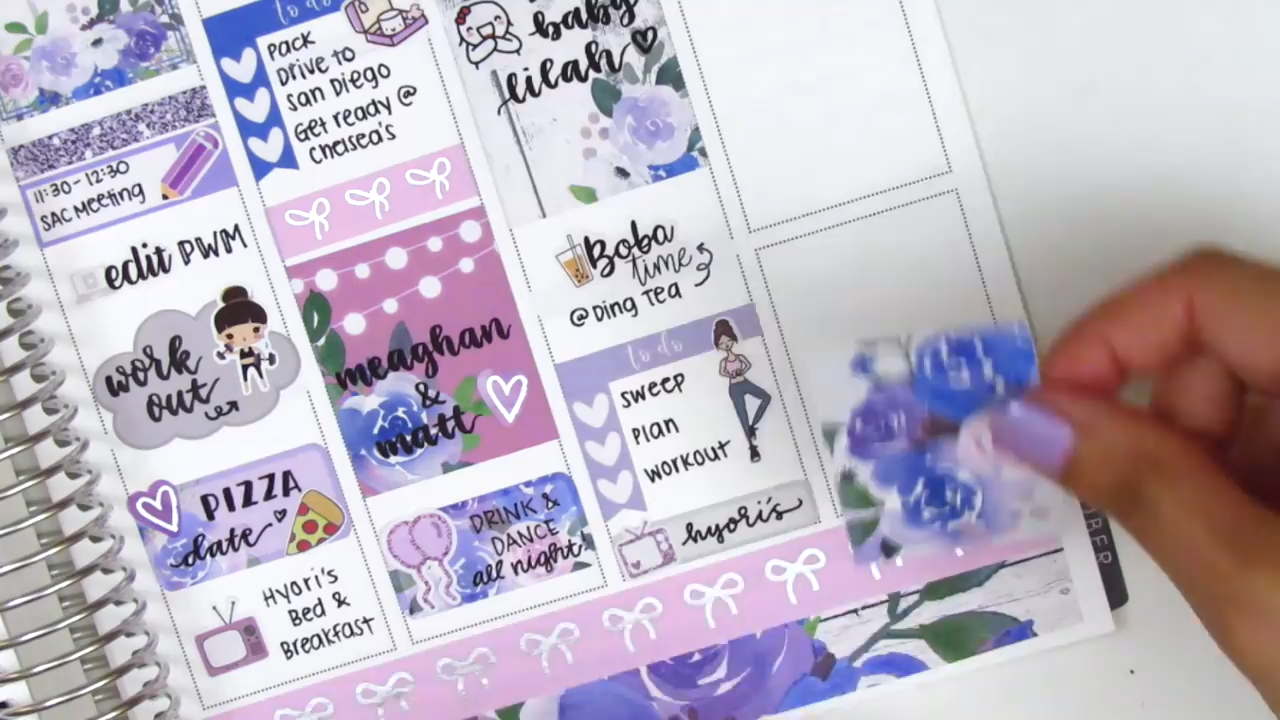 11:30-12:30
SAC Meeting
edit PWM
work
out
PIZZA
date
Hyori's
Bed &
Breakfast
to do
Pack
Drive to
San Diego
Get ready @
Chelsea's
meaghan
&
matt
DRINK &
DANCE
all night
baby
lilah
Boba
time
@ Ding Tea
to do
sweep
plan
workout
hyori's